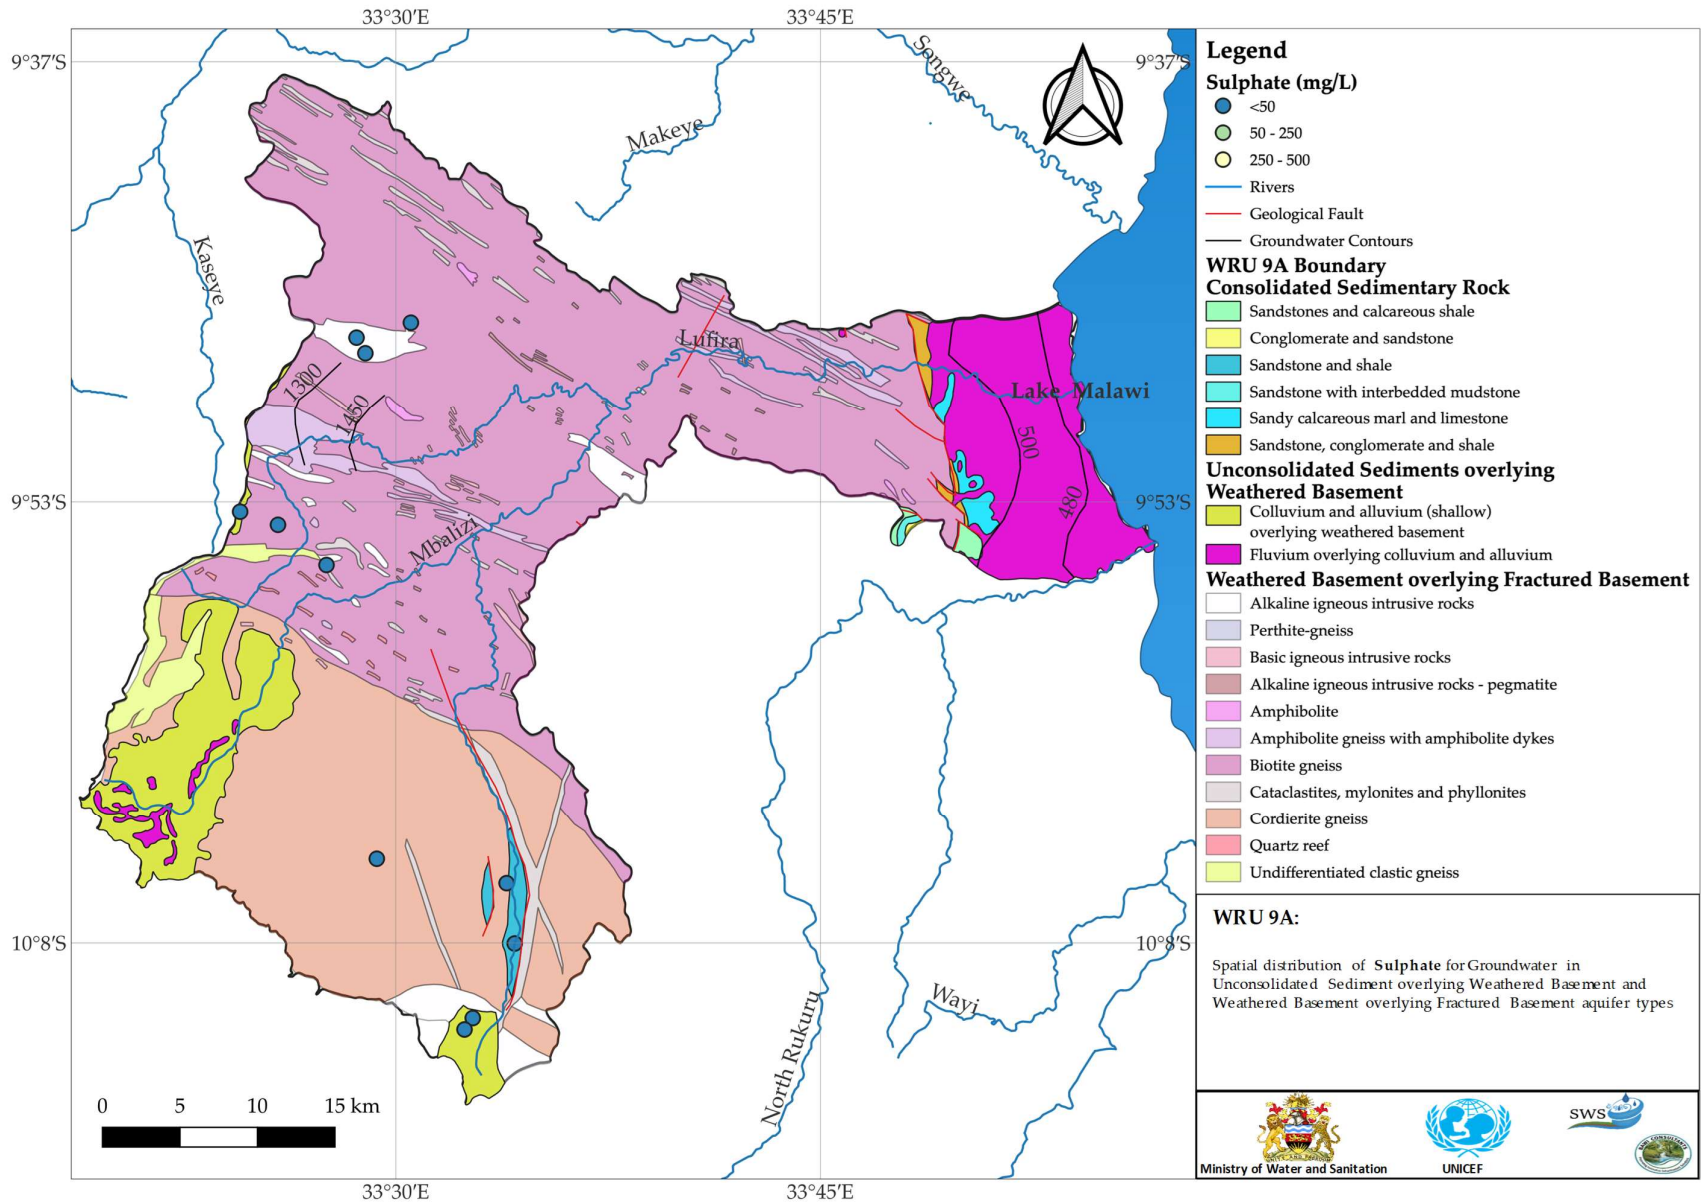 33°30'E
33°45'E
9°37'S
9°37'S
Songwe
Makeye
Kaseye
Lufira
1300
1450
Lake Malawi
500
480
9°53'S
9°53'S
Mbalizi
10°8'S
10°8'S
Wayi
North Rukuru
0 5 10 15 km
33°30'E
33°45'E
Legend
Sulphate (mg/L)
<50
50 - 250
250 - 500
Rivers
Geological Fault
Groundwater Contours
WRU 9A Boundary
Consolidated Sedimentary Rock
Sandstones and calcareous shale
Conglomerate and sandstone
Sandstone and shale
Sandstone with interbedded mudstone
Sandy calcareous marl and limestone
Sandstone, conglomerate and shale
Unconsolidated Sediments overlying
Weathered Basement
Colluvium and alluvium (shallow)
overlying weathered basement
Fluvium overlying colluvium and alluvium
Weathered Basement overlying Fractured Basement
Alkaline igneous intrusive rocks
Perthite-gneiss
Basic igneous intrusive rocks
Alkaline igneous intrusive rocks - pegmatite
Amphibolite
Amphibolite gneiss with amphibolite dykes
Biotite gneiss
Cataclastites, mylonites and phyllonites
Cordierite gneiss
Quartz reef
Undifferentiated clastic gneiss
WRU 9A:
Spatial distribution of Sulphate for Groundwater in
Unconsolidated Sediment overlying Weathered Basement and
Weathered Basement overlying Fractured Basement aquifer types
SWS
Ministry of Water and Sanitation
UNICEF